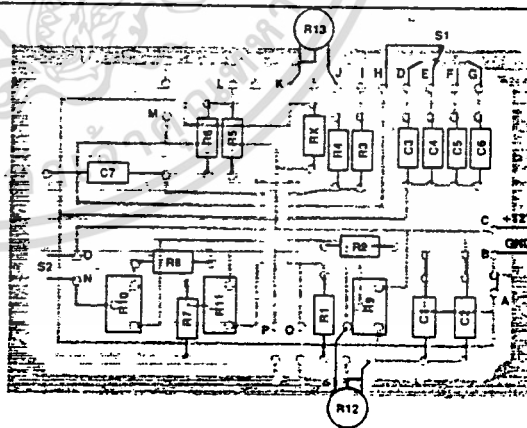 R13
S1
K J I H D E F G
L
M
R6 R5 RX R4 R3 C3 C4 C5 C6
C7
C +12
GND
B
R2
O
S2 R8
N
A
R10 R7 R11 P O R1 R9 C1 C2
R12